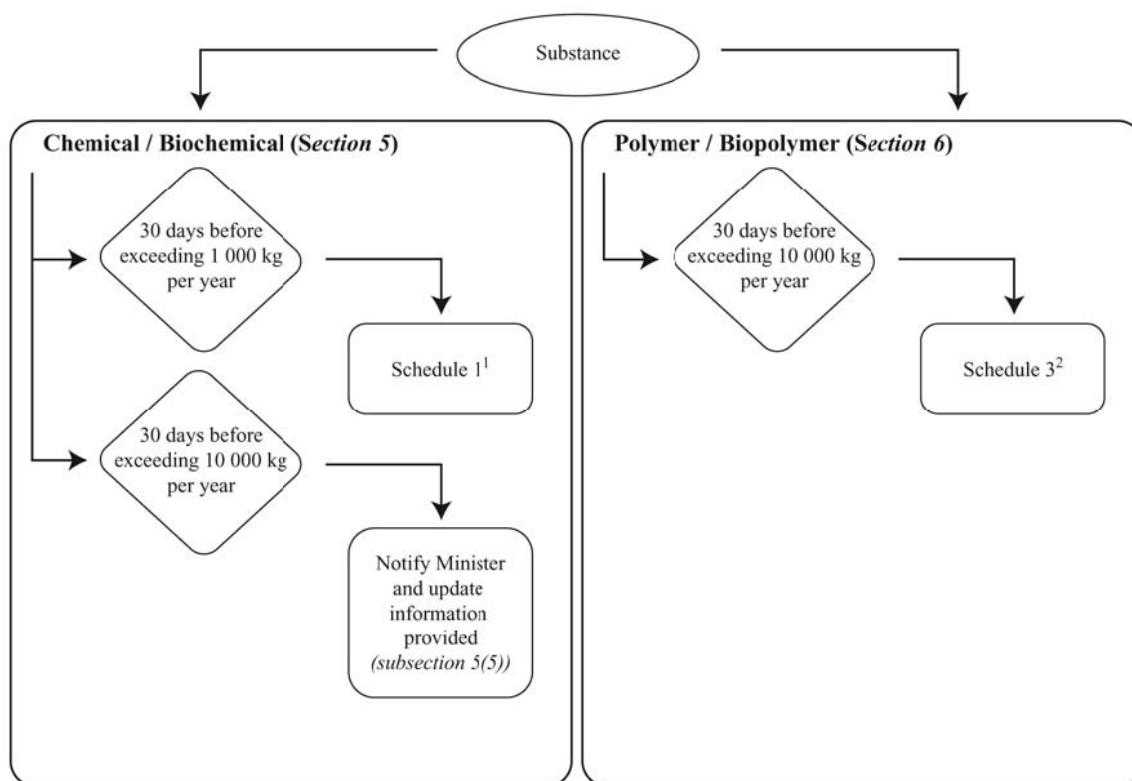 Substance
Chemical / Biochemical (Section 5)
30 days before
exceeding 1 000 kg
per year
Schedule 1¹
30 days before
exceeding 10 000 kg
per year
Notify Minister
and update
information
provided
(subsection 5(5))
Polymer / Biopolymer (Section 6)
30 days before
exceeding 10 000 kg
per year
Schedule 3²